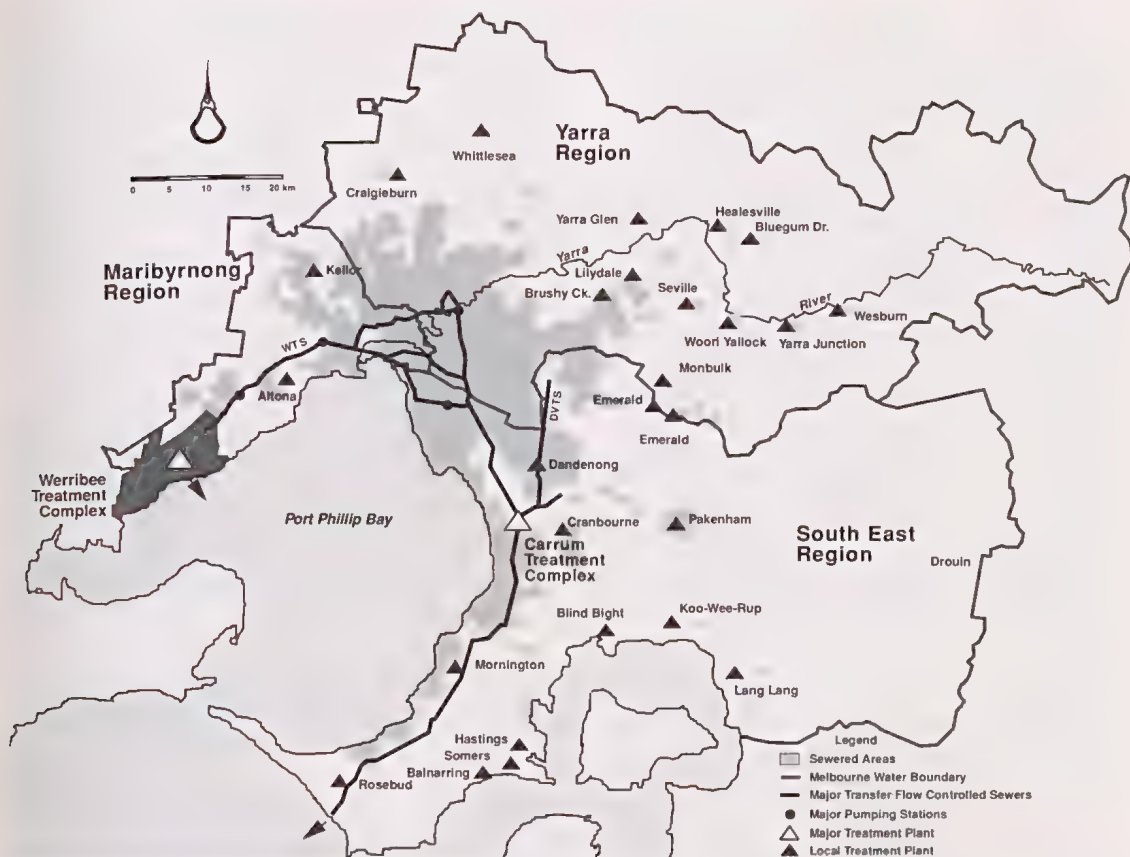 Yarra
Region
Whittlesea
Craigieburn
0 5 10 15 20 km
Healesville
Yarra Glen
Bluegum Dr.
Maribyrnong
Region
Keilor
Yarra
Lilydale
Brushy Ck.
Seville
River
Wesburn
Woori Yallock
Yarra Junction
WTS
Monbulk
Altona
DVTS
Emerald
Emerald
Dandenong
Werribee
Treatment
Complex
Port Phillip Bay
Cranbourne
Pakenham
Carrum
Treatment
Complex
South East
Region
Drouin
Blind Bight
Koo-Wee-Rup
Mornington
Lang Lang
Hastings
Somers
Balnarring
Rosebud
Legend
Sewered Areas
Melbourne Water Boundary
Major Transfer Flow Controlled Sewers
Major Pumping Stations
Major Treatment Plant
Local Treatment Plant